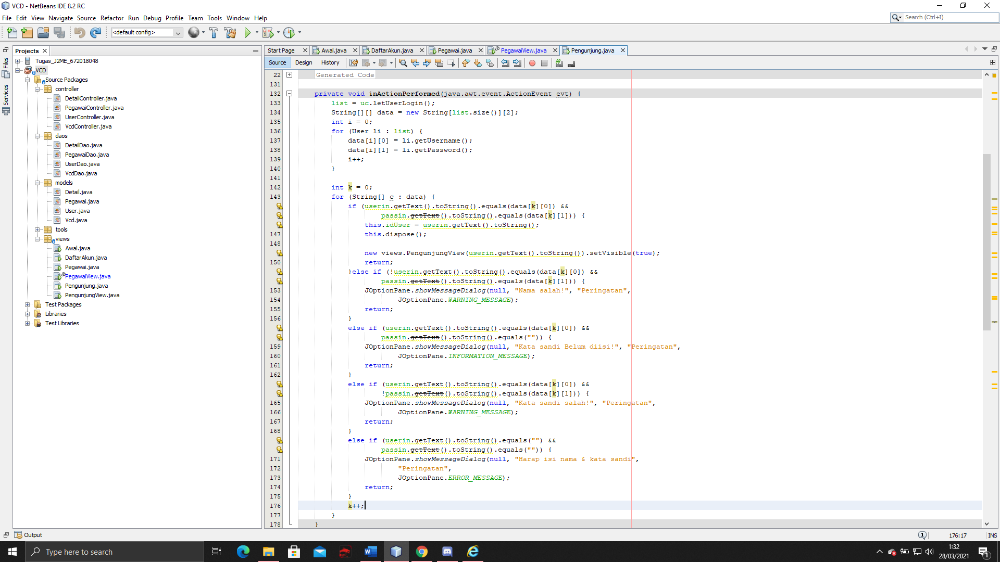 VCD - NetBeans IDE 8.2 RC
File Edit View Navigate Source Refactor Run Debug Profile Team Tools Window Help
Search (Ctrl+I)
<default config>
Files
Services
Projects
Tugas_J2ME_672018048
VCD
Source Packages
controller
DetailController.java
PegawaiController.java
UserController.java
VcdController.java
daos
DetailDao.java
PegawaiDao.java
UserDao.java
VcdDao.java
models
Detail.java
Pegawai.java
User.java
Vcd.java
tools
views
Awal.java
DaftarAkun.java
Pegawai.java
PegawaiView.java
Pengunjung.java
PengunjungView.java
Test Packages
Libraries
Test Libraries
Start Page Awal.java DaftarAkun.java Pegawai.java PegawaiView.java Pengunjung.java
Source Design History
22 Generated Code
131
132 private void inActionPerformed(java.awt.event.ActionEvent evt) {
133 list = uc.letUserLogin();
134 String[][] data = new String[list.size()][2];
135 int i = 0;
136 for (User li : list) {
137 data[i][0] = li.getUsername();
138 data[i][1] = li.getPassword();
139 i++;
140 }
141
142 int k = 0;
143 for (String[] c : data) {
if (userin.getText().toString().equals(data[k][0]) &&
passin.getText().toString().equals(data[k][1])) {
this.idUser = userin.getText().toString();
147 this.dispose();
148
new views.PengunjungView(userin.getText().toString()).setVisible(true);
150 return;
}else if (!userin.getText().toString().equals(data[k][0]) &&
passin.getText().toString().equals(data[k][1])) {
153 JOptionPane.showMessageDialog(null, "Nama salah!", "Peringatan",
154 JOptionPane.WARNING_MESSAGE);
155 return;
156 }
else if (userin.getText().toString().equals(data[k][0]) &&
passin.getText().toString().equals("")) {
159 JOptionPane.showMessageDialog(null, "Kata sandi Belum diisi!", "Peringatan",
160 JOptionPane.INFORMATION_MESSAGE);
161 return;
162 }
else if (userin.getText().toString().equals(data[k][0]) &&
!passin.getText().toString().equals(data[k][1])) {
165 JOptionPane.showMessageDialog(null, "Kata sandi salah!", "Peringatan",
166 JOptionPane.WARNING_MESSAGE);
167 return;
168 }
else if (userin.getText().toString().equals("") &&
passin.getText().toString().equals("")) {
171 JOptionPane.showMessageDialog(null, "Harap isi nama & kata sandi",
172 "Peringatan",
173 JOptionPane.ERROR_MESSAGE);
174 return;
175 }
176 k++;
177 }
178 }
Output
1 176:17 INS
Type here to search
1:32
28/03/2021
1